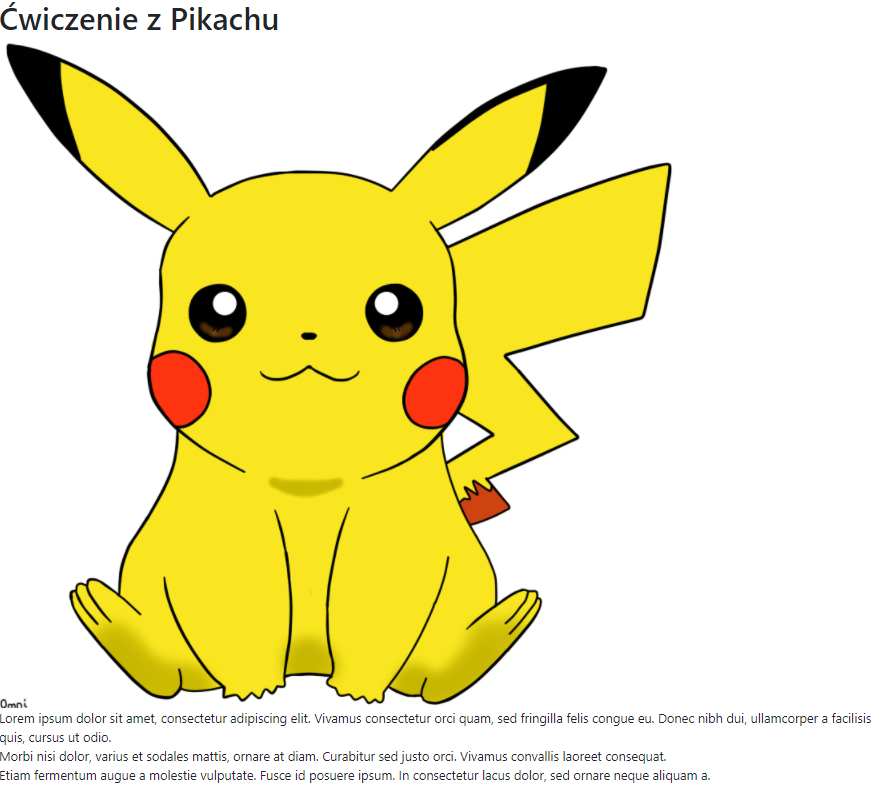 Ćwiczenie z Pikachu
Omni
Lorem ipsum dolor sit amet, consectetur adipiscing elit. Vivamus consectetur orci quam, sed fringilla felis congue eu. Donec nibh dui, ullamcorper a facilisis
quis, cursus ut odio.
Morbi nisi dolor, varius et sodales mattis, ornare at diam. Curabitur sed justo orci. Vivamus convallis laoreet consequat.
Etiam fermentum augue a molestie vulputate. Fusce id posuere ipsum. In consectetur lacus dolor, sed ornare neque aliquam a.